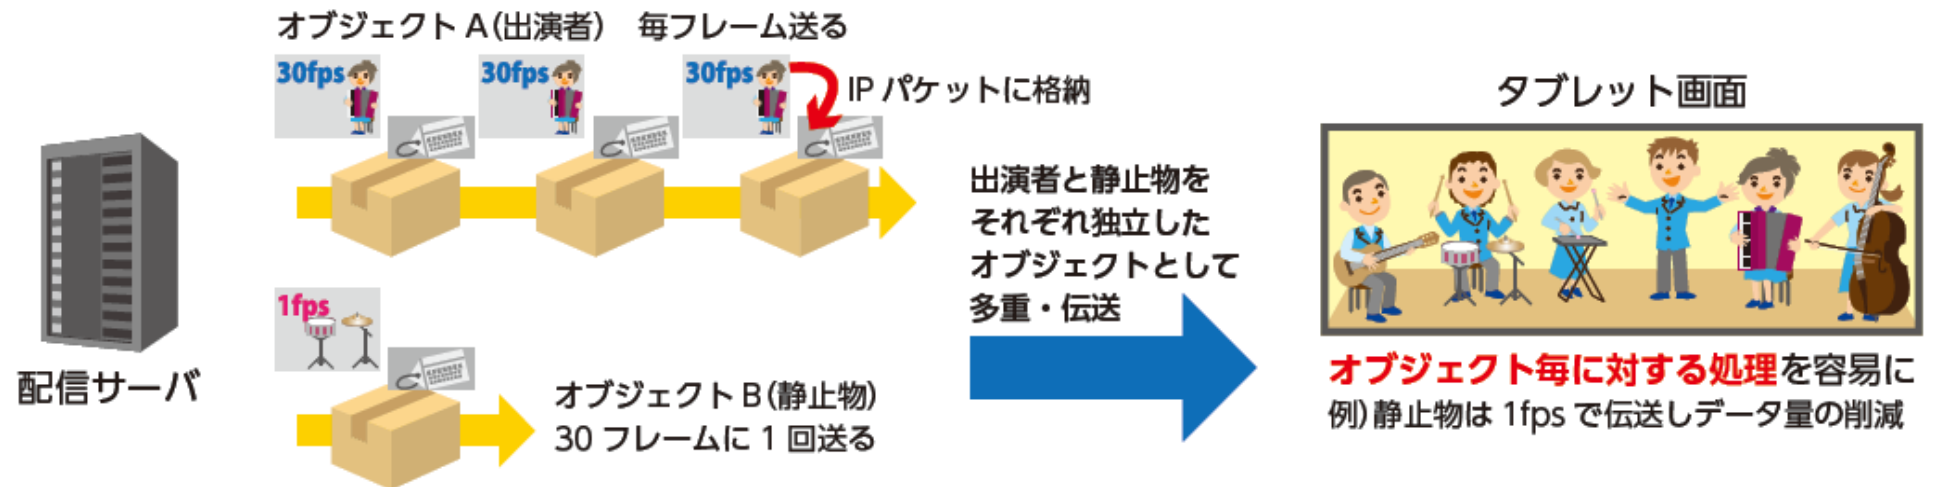 オブジェクト A(出演者) 毎フレーム送る
30fps
30fps
30fps
IP パケットに格納
配信サーバ
1fps
オブジェクト B(静止物)
30 フレームに 1 回送る
出演者と静止物を
それぞれ独立した
オブジェクトとして
多重・伝送
タブレット画面
オブジェクト毎に対する処理を容易に
例)静止物は 1fps で伝送しデータ量の削減